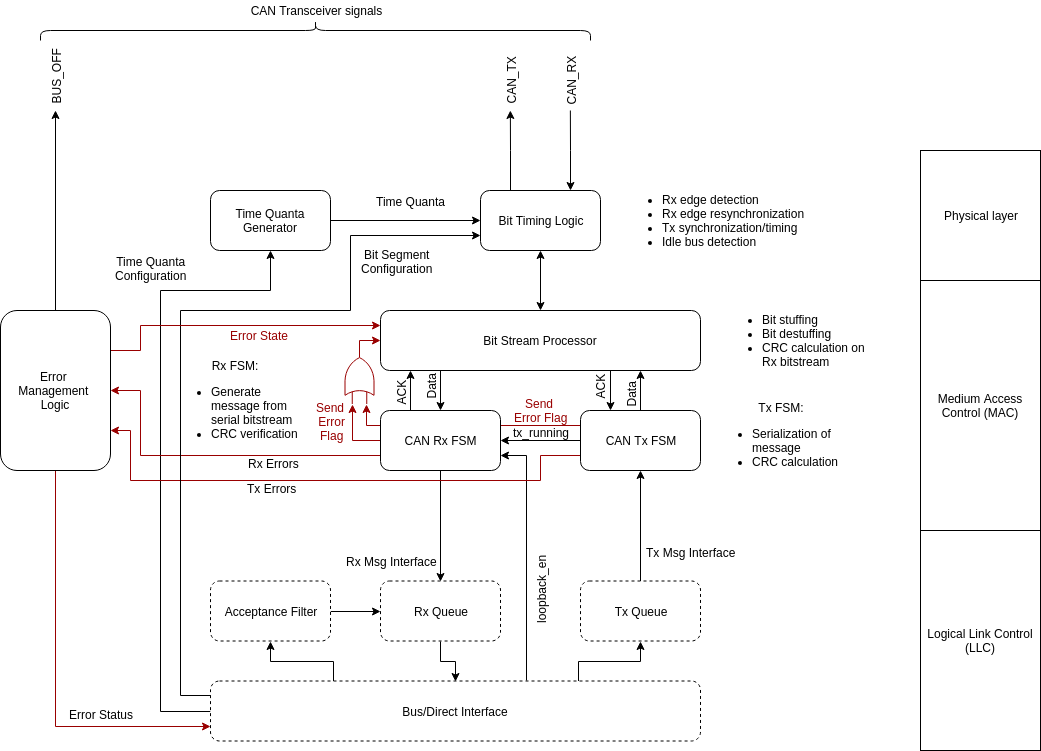 CAN Transceiver signals
BUS_OFF
CAN_TX
CAN_RX
Time Quanta
Generator
Time Quanta
Bit Timing Logic
Rx edge detection
Rx edge resynchronization
Tx synchronization/timing
Idle bus detection
Physical layer
Time Quanta
Configuration
Bit Segment
Configuration
Error State
Bit Stream Processor
Bit stuffing
Bit destuffing
CRC calculation on
Rx bitstream
Error
Management
Logic
Rx FSM:
Generate
message from
serial bitstream
CRC verification
Send
Error
Flag
ACK
Data
Send
Error Flag
tx_running
ACK
Data
CAN Rx FSM
CAN Tx FSM
Tx FSM:
Serialization of
message
CRC calculation
Medium Access
Control (MAC)
Rx Errors
Tx Errors
Rx Msg Interface
loopback_en
Tx Msg Interface
Acceptance Filter
Rx Queue
Tx Queue
Logical Link Control
(LLC)
Error Status
Bus/Direct Interface